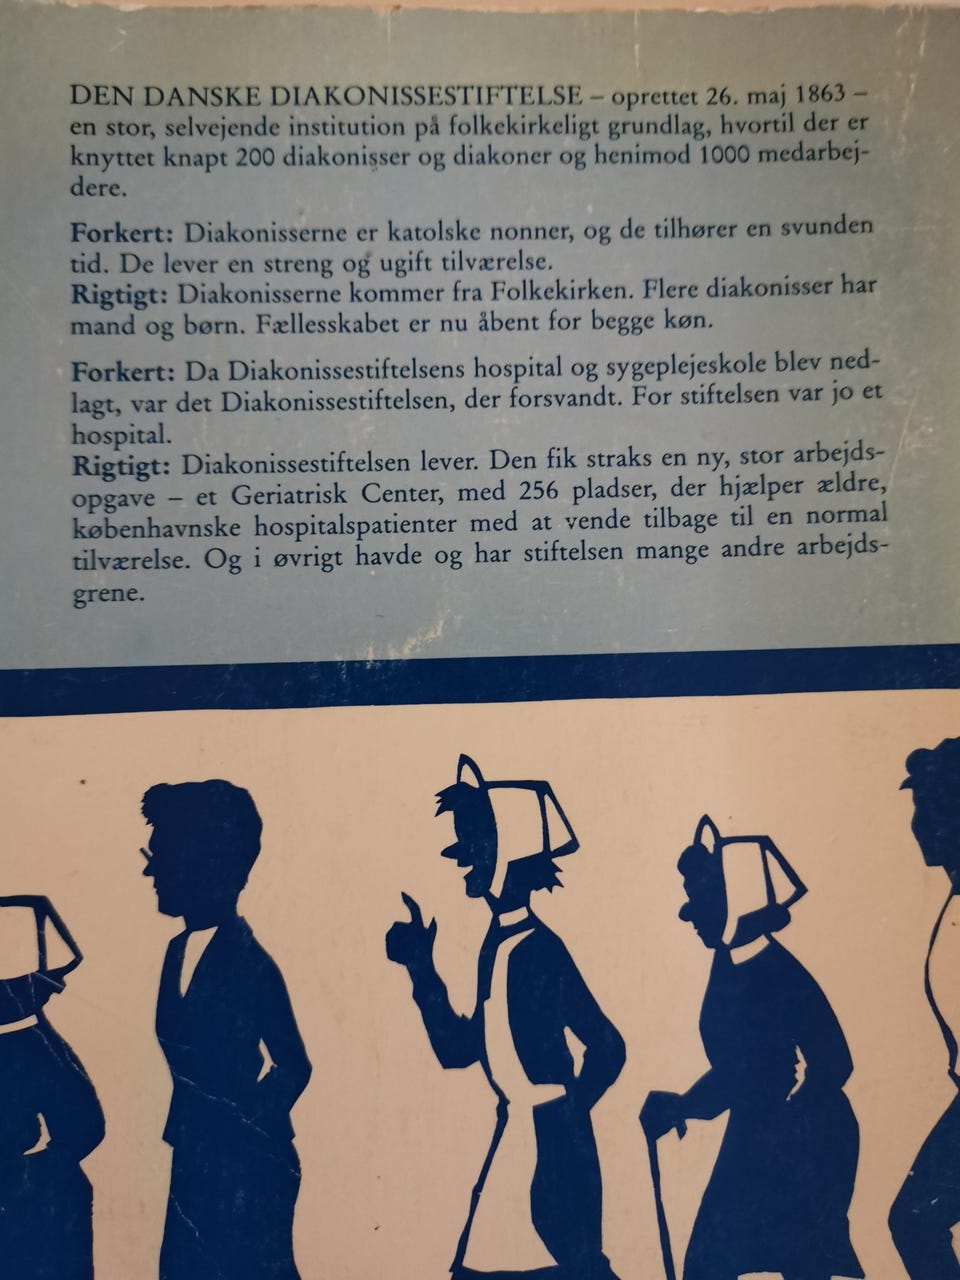 DEN DANSKE DIAKONISSESTIFTELSE – oprettet 26. maj 1863 –
en stor, selvejende institution på folkekirkeligt grundlag, hvortil der er
knyttet knapt 200 diakonisser og diakoner og henimod 1000 medarbej-
dere.
Forkert: Diakonisserne er katolske nonner, og de tilhører en svunden
tid. De lever en streng og ugift tilværelse.
Rigtigt: Diakonisserne kommer fra Folkekirken. Flere diakonisser har
mand og børn. Fællesskabet er nu åbent for begge køn.
Forkert: Da Diakonissestiftelsens hospital og sygeplejeskole blev ned-
lagt, var det Diakonissestiftelsen, der forsvandt. For stiftelsen var jo et
hospital.
Rigtigt: Diakonissestiftelsen lever. Den fik straks en ny, stor arbejds-
opgave – et Geriatrisk Center, med 256 pladser, der hjælper ældre,
københavnske hospitalspatienter med at vende tilbage til en normal
tilværelse. Og i øvrigt havde og har stiftelsen mange andre arbejds-
grene.